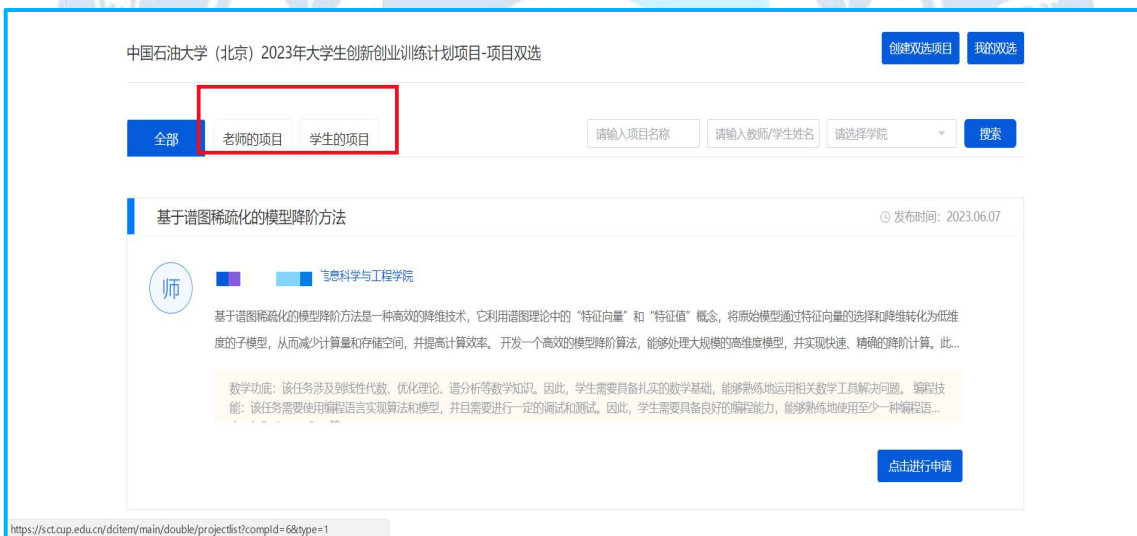 中国石油大学（北京）2023年大学生创新创业训练计划项目-项目双选
创建双选项目
我的双选
全部
老师的项目
学生的项目
请输入项目名称
请输入教师/学生姓名
请选择学院
搜索
基于谱图稀疏化的模型降阶方法
发布时间：2023.06.07
师
信息科学与工程学院
基于谱图稀疏化的模型降阶方法是一种高效的降维技术，它利用谱图理论中的“特征向量”和“特征值”概念，将原始模型通过特征向量的选择和降维转化为低维
度的子模型，从而减少计算量和存储空间，并提高计算效率。 开发一个高效的模型降阶算法，能够处理大规模的高维度模型，并实现快速、精确的降阶计算。此...
数学功底：该任务涉及到线性代数、优化理论、谱分析等数学知识。因此，学生需要具备扎实的数学基础，能够熟练地运用相关数学工具解决问题。 编程技
能：该任务需要使用编程语言实现算法和模型，并且需要进行一定的调试和测试。因此，学生需要具备良好的编程能力，能够熟练地使用至少一种编程语...
点击进行申请
https://sct.cup.edu.cn/dcitem/main/double/projectlist?compId=6&type=1